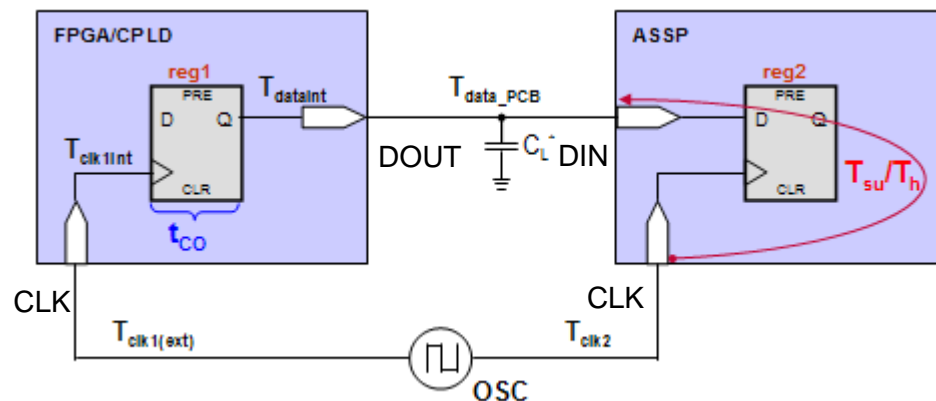 FPGA/CPLD
ASSP
reg1
reg2
PRE
D Q
CLR
PRE
D Q
CLR
T_dataInt
T_data_PCB
T_clk1Int
DOUT
C_L*
DIN
T_su/T_h
t_CO
CLK
CLK
T_clk1(ext)
T_clk2
OSC